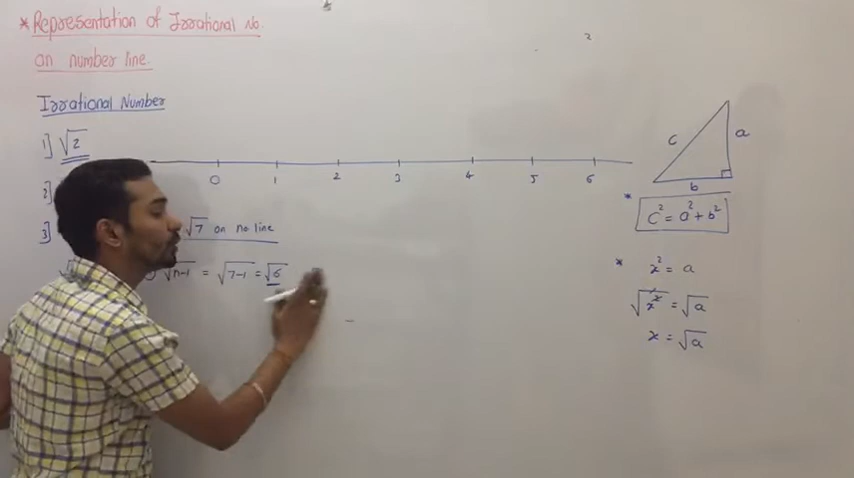 *Representation of Irrational No.
on number line
Irrational Number
1] √2
2]
3]
√7 on no line
√n-1 = √7-1 = √6
0 1 2 3 4 5 6
2
c a
b
* c² = a² + b²
* x² = a
√x² = √a
x = √a